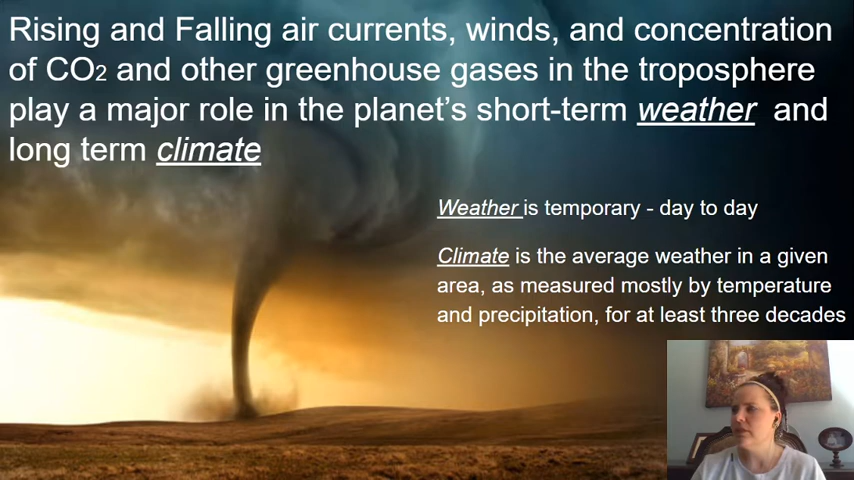 Rising and Falling air currents, winds, and concentration
of CO2 and other greenhouse gases in the troposphere
play a major role in the planet’s short-term weather and
long term climate
Weather is temporary - day to day
Climate is the average weather in a given
area, as measured mostly by temperature
and precipitation, for at least three decades